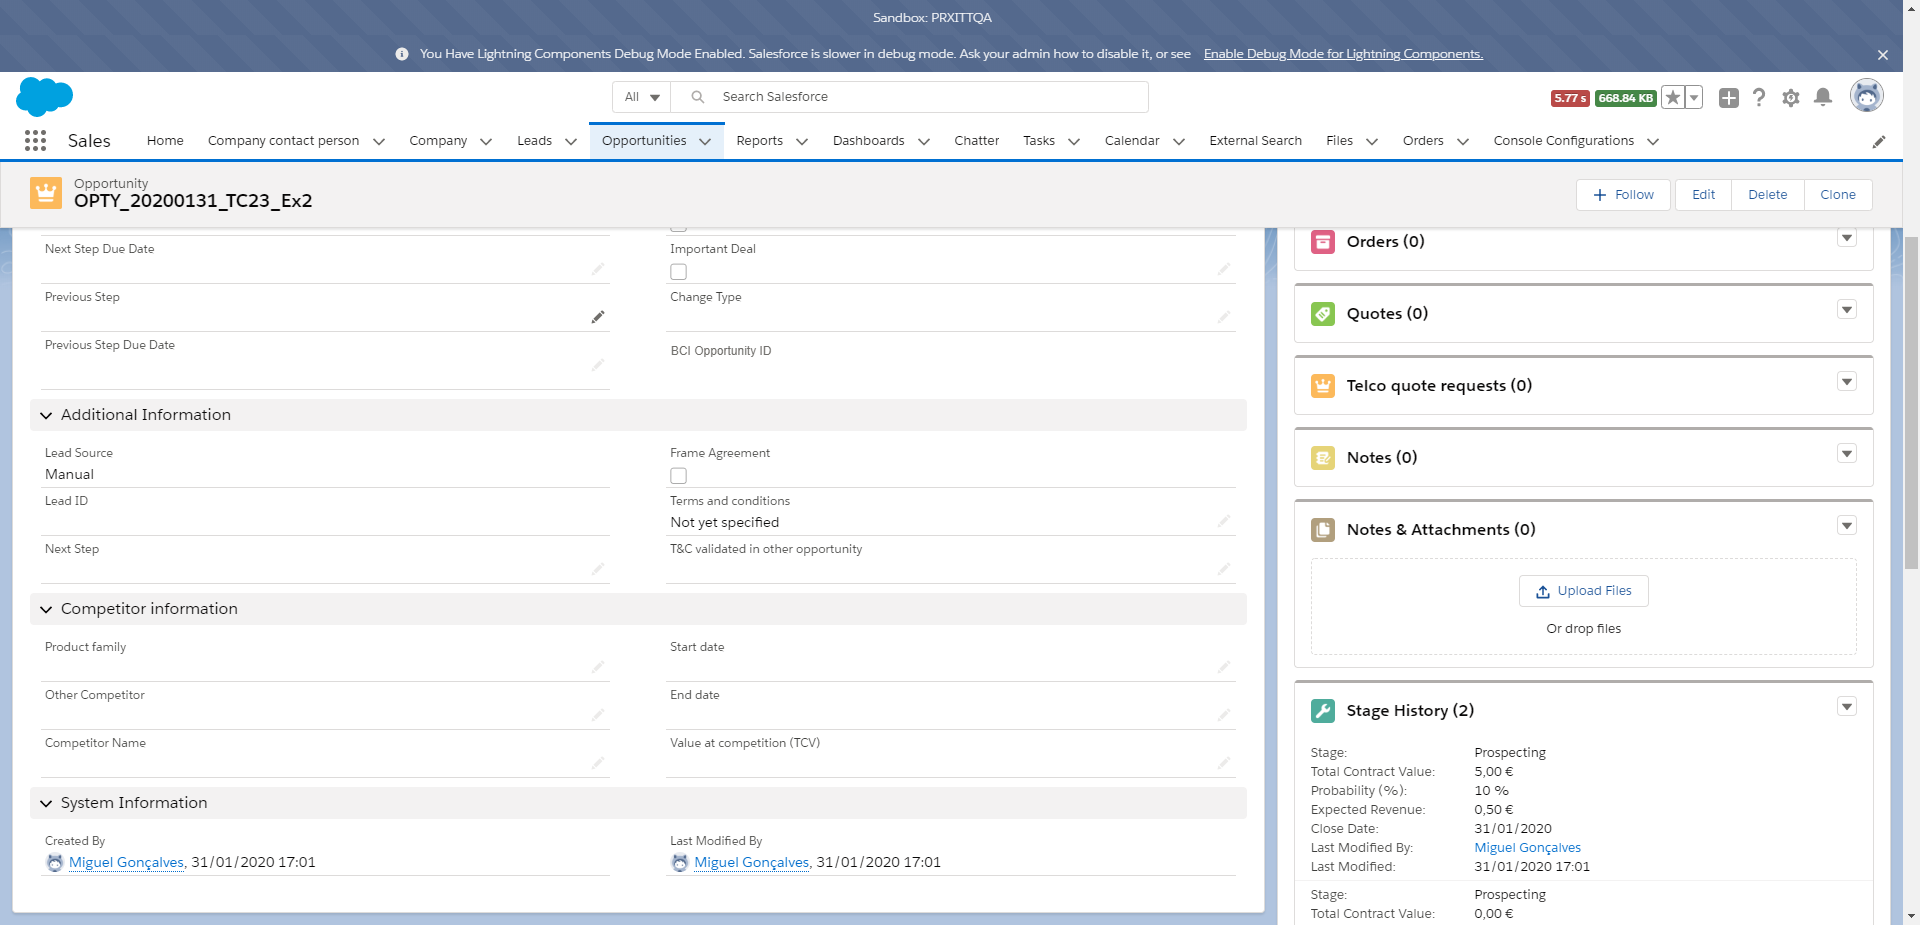 Sandbox: PRXITTQA
You Have Lightning Components Debug Mode Enabled. Salesforce is slower in debug mode. Ask your admin how to disable it, or see Enable Debug Mode for Lightning Components.
All Search Salesforce 5.77 s 668.84 KB
Sales Home Company contact person Company Leads Opportunities Reports Dashboards Chatter Tasks Calendar External Search Files Orders Console Configurations
Opportunity
OPTY_20200131_TC23_Ex2
Follow Edit Delete Clone
Next Step Due Date
Important Deal
Previous Step
Change Type
Previous Step Due Date
BCI Opportunity ID
Additional Information
Lead Source
Manual
Frame Agreement
Lead ID
Terms and conditions
Not yet specified
Next Step
T&C validated in other opportunity
Competitor information
Product family
Start date
Other Competitor
End date
Competitor Name
Value at competition (TCV)
System Information
Created By
Miguel Gonçalves, 31/01/2020 17:01
Last Modified By
Miguel Gonçalves, 31/01/2020 17:01
Orders (0)
Quotes (0)
Telco quote requests (0)
Notes (0)
Notes & Attachments (0)
Upload Files
Or drop files
Stage History (2)
Stage: Prospecting
Total Contract Value: 5,00 €
Probability (%): 10 %
Expected Revenue: 0,50 €
Close Date: 31/01/2020
Last Modified By: Miguel Gonçalves
Last Modified: 31/01/2020 17:01
Stage: Prospecting
Total Contract Value: 0,00 €